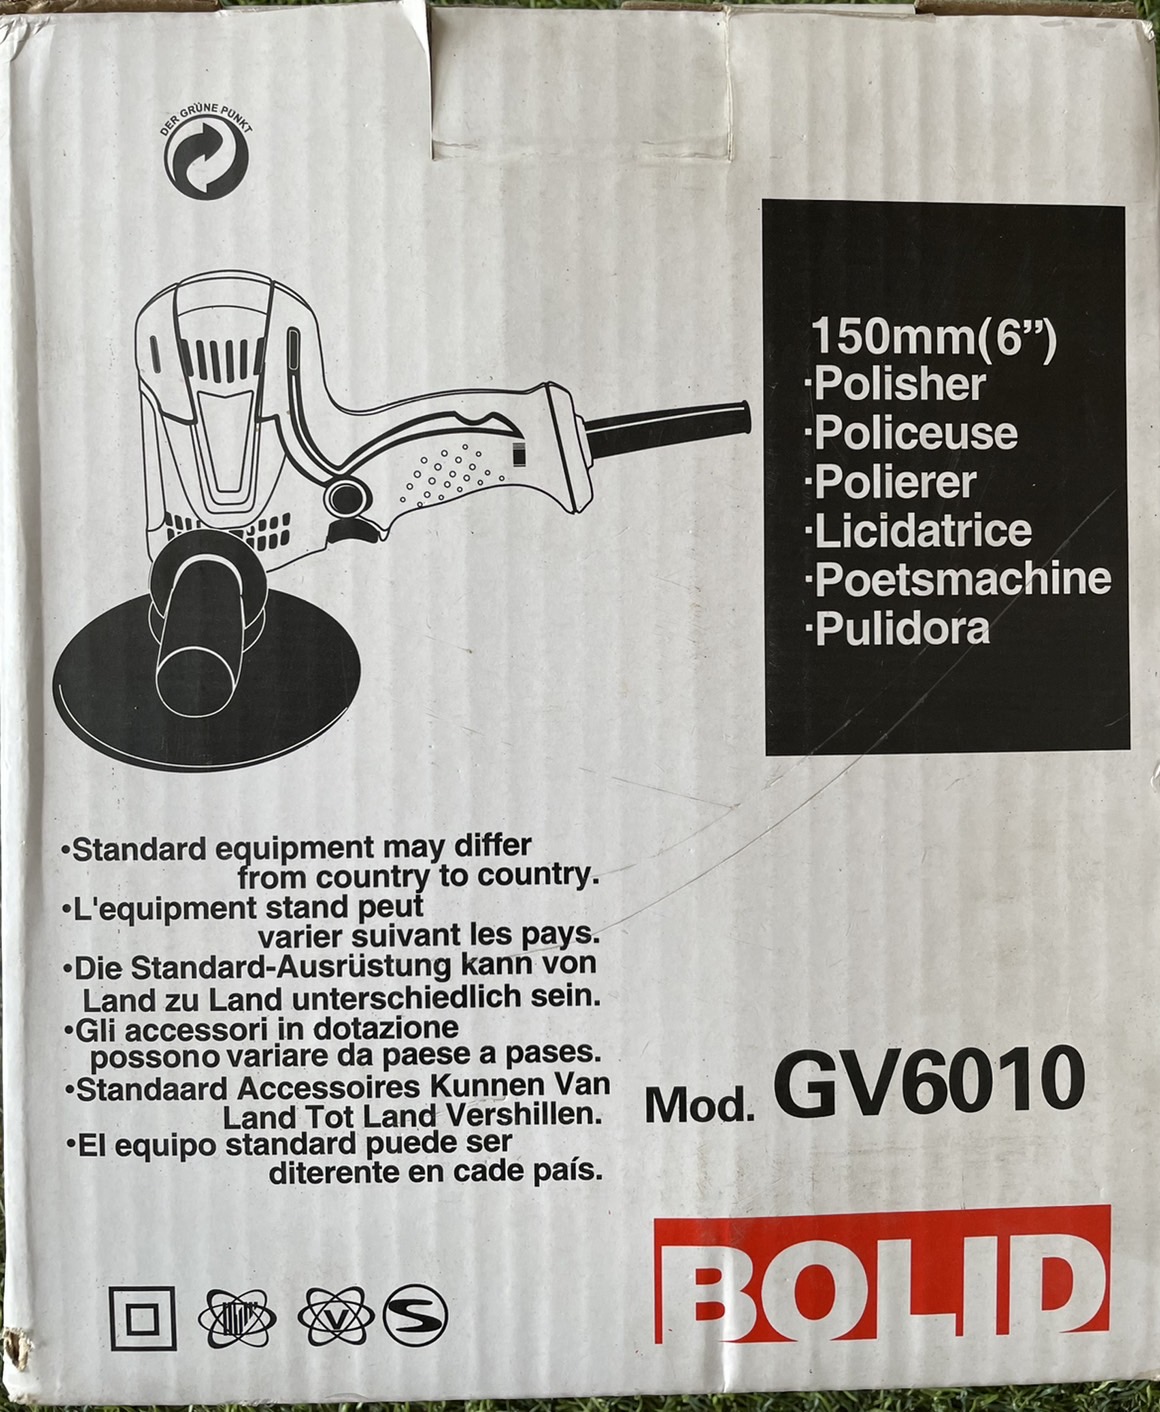 DER GRÜNE PUNKT
150mm(6”)
·Polisher
·Policeuse
·Polierer
·Licidatrice
·Poetsmachine
·Pulidora
•Standard equipment may differ
from country to country.
•L'equipment stand peut
varier suivant les pays.
•Die Standard-Ausrüstung kann von
Land zu Land unterschiedlich sein.
•Gli accessori in dotazione
possono variare da paese a pases.
•Standaard Accessoires Kunnen Van
Land Tot Land Vershillen.
•El equipo standard puede ser
diterente en cade país.
Mod. GV6010
BOLID
V S